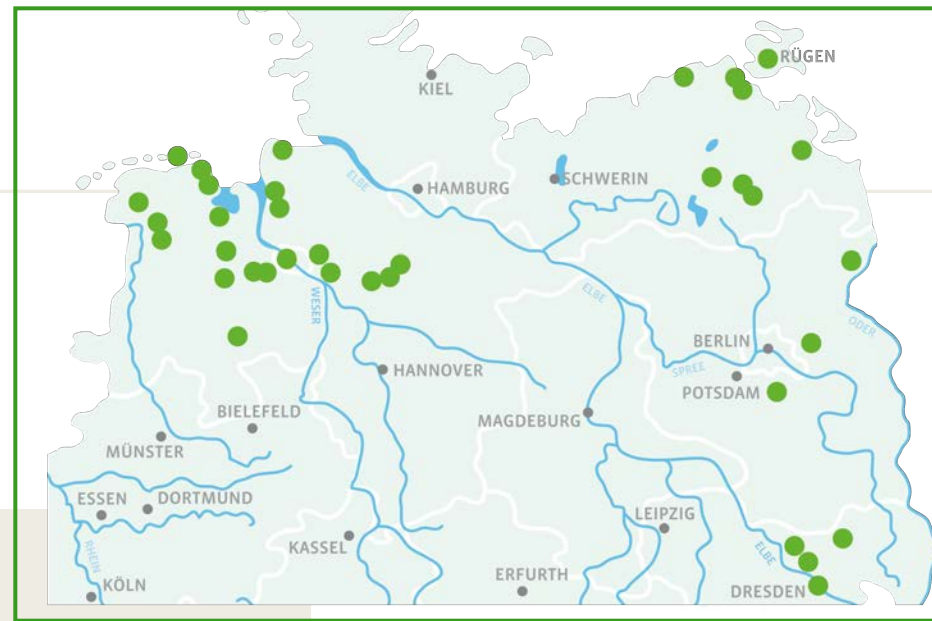 RÜGEN
KIEL
ELBE
HAMBURG
SCHWERIN
WESER
ELBE
ODER
BERLIN
SPREE
HANNOVER
POTSDAM
BIELEFELD
MAGDEBURG
MÜNSTER
ESSEN
DORTMUND
LEIPZIG
KASSEL
RHEIN
ELBE
ERFURTH
KÖLN
DRESDEN